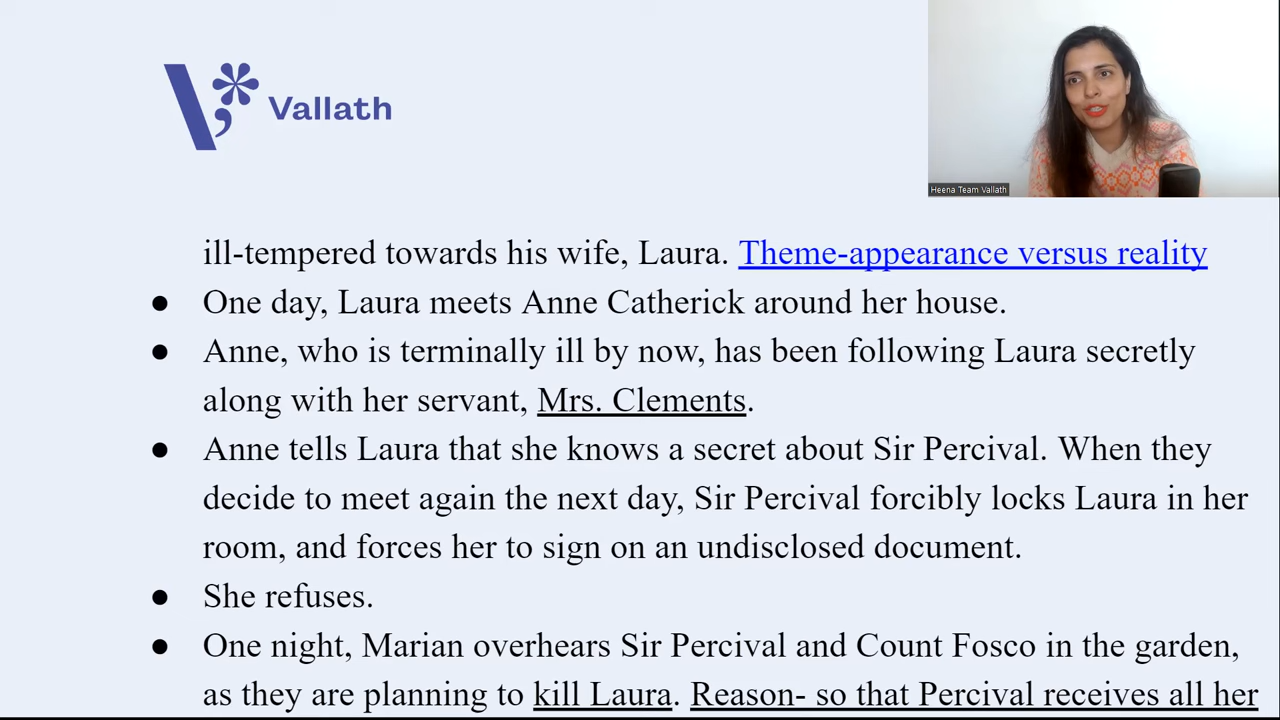 Vallath
Heena Team Vallath
ill-tempered towards his wife, Laura. Theme-appearance versus reality
● One day, Laura meets Anne Catherick around her house.
● Anne, who is terminally ill by now, has been following Laura secretly
along with her servant, Mrs. Clements.
● Anne tells Laura that she knows a secret about Sir Percival. When they
decide to meet again the next day, Sir Percival forcibly locks Laura in her
room, and forces her to sign on an undisclosed document.
● She refuses.
● One night, Marian overhears Sir Percival and Count Fosco in the garden,
as they are planning to kill Laura. Reason- so that Percival receives all her